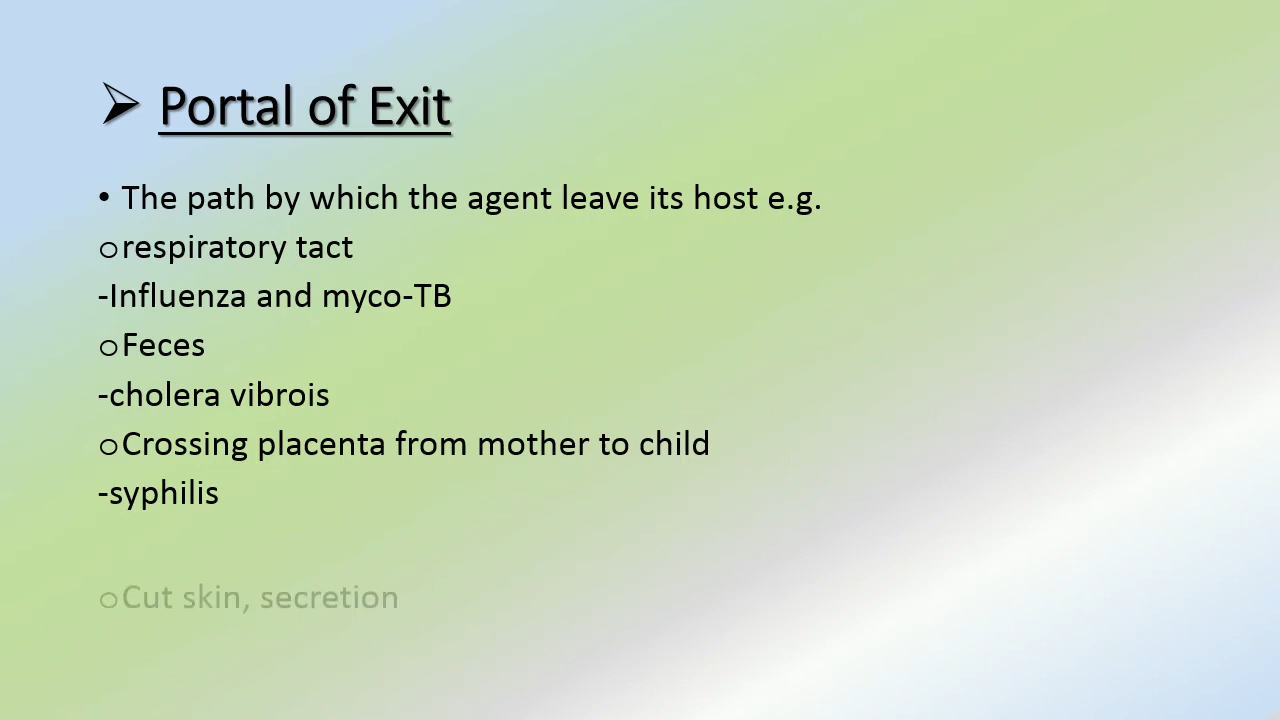 ➢ Portal of Exit
• The path by which the agent leave its host e.g.
o respiratory tact
-Influenza and myco-TB
o Feces
-cholera vibrois
o Crossing placenta from mother to child
-syphilis
o Cut skin, secretion